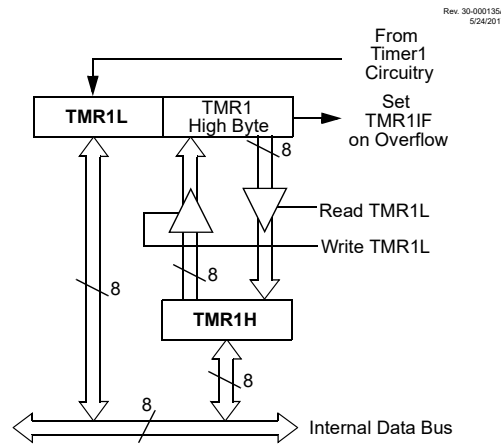 Rev. 30-000135
5/24/201
From
Timer1
Circuitry
TMR1L
TMR1
High Byte
Set
TMR1IF
on Overflow
8
Read TMR1L
Write TMR1L
8
8
TMR1H
8
8
Internal Data Bus